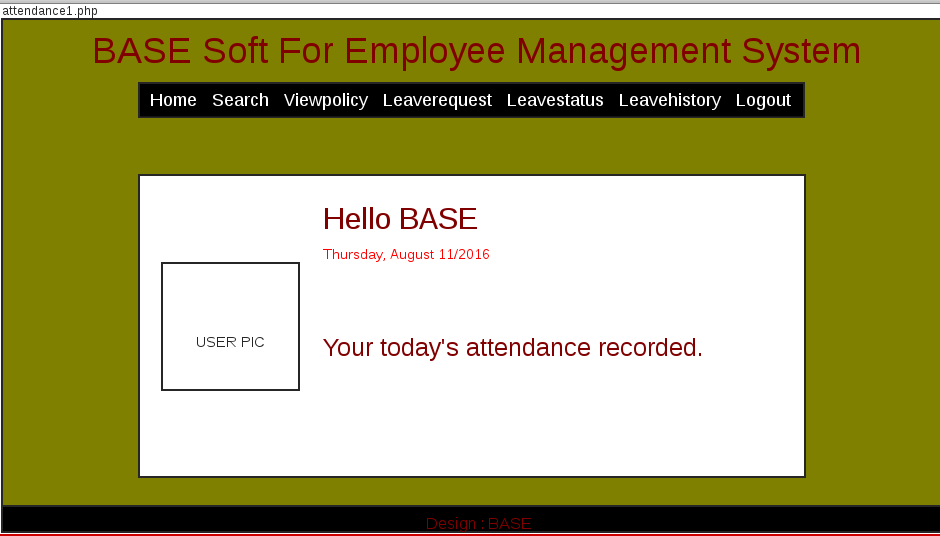 attendance1.php
BASE Soft For Employee Management System
Home Search Viewpolicy Leaverequest Leavestatus Leavehistory Logout
Hello BASE
Thursday, August 11/2016
USER PIC
Your today's attendance recorded.
Design : BASE